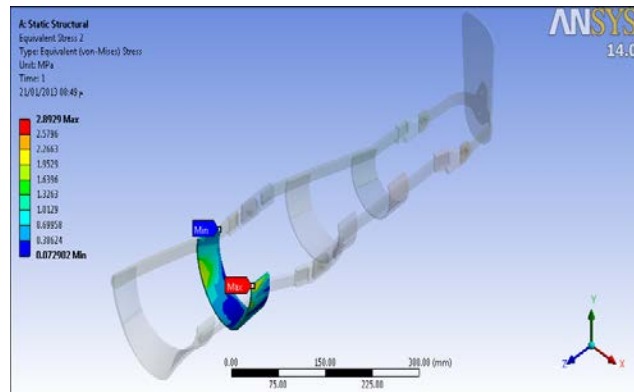 A: Static Structural
Equivalent Stress 2
Type: Equivalent (von-Mises) Stress
Unit: MPa
Time: 1
21/01/2013 08:49 م
2.8929 Max
2.5796
2.2663
1.9529
1.6396
1.3263
1.0129
0.69958
0.38624
0.072902 Min
ANSYS
14.0
Min
Max
0.00
150.00
300.00 (mm)
75.00
225.00
Y
Z
X